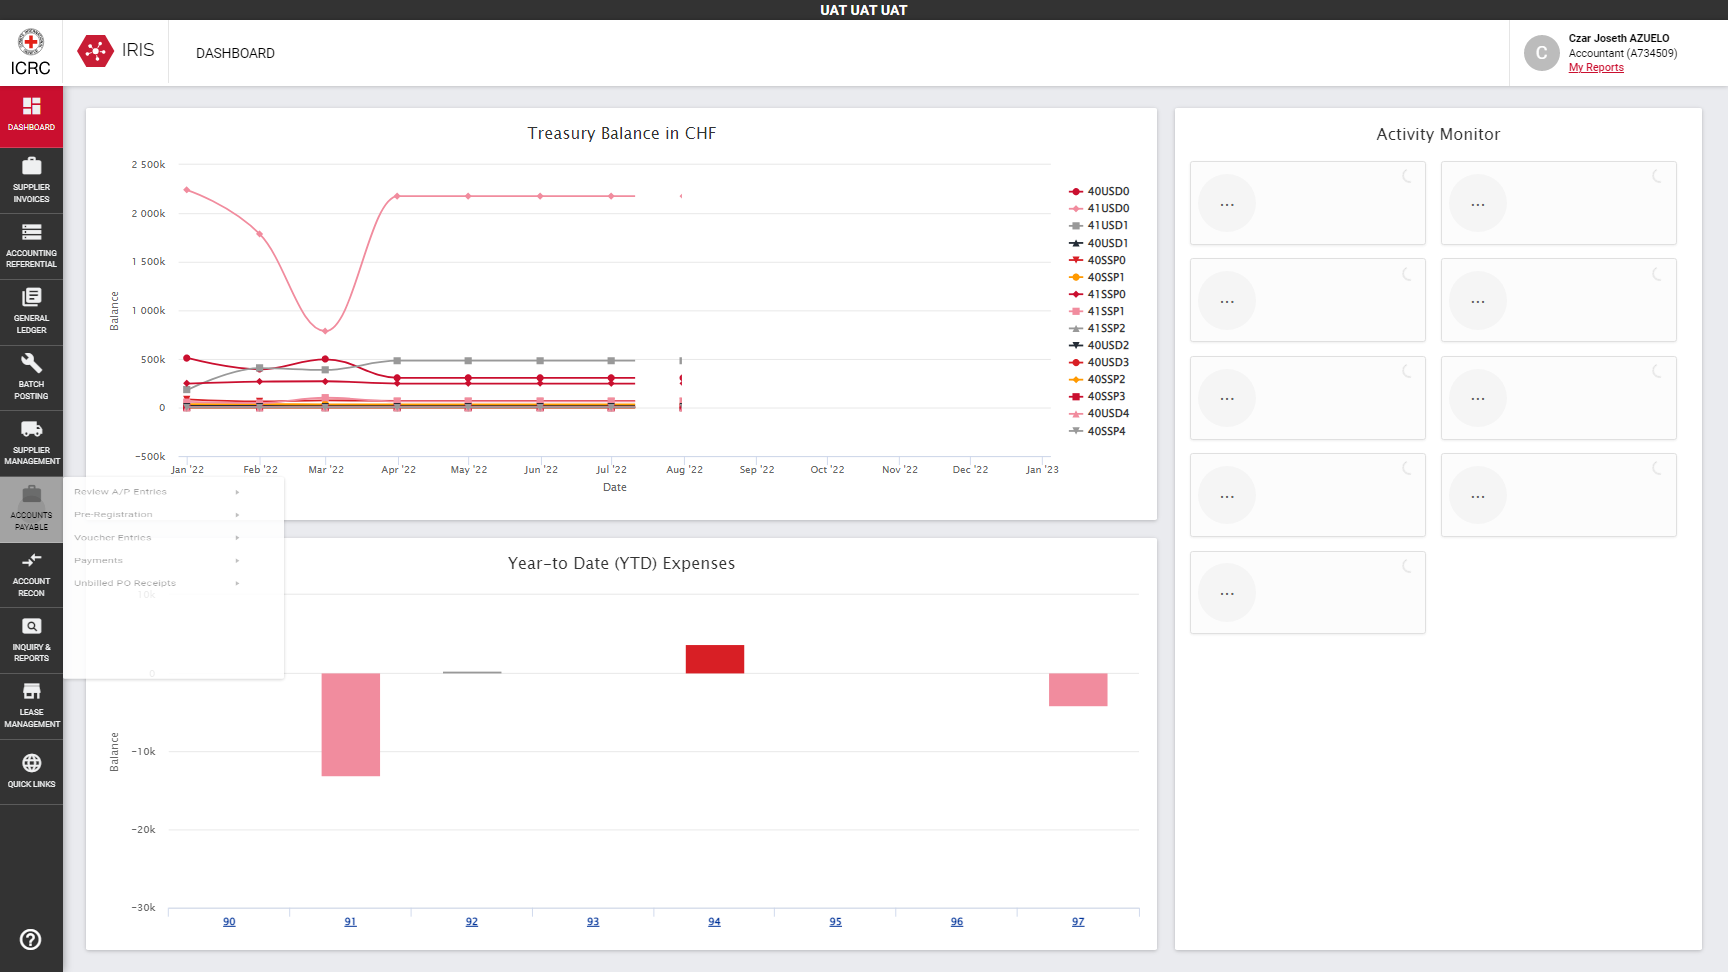 UAT UAT UAT
ICRC
IRIS
DASHBOARD
C
Czar Joseth AZUELO
Accountant (A734509)
My Reports
DASHBOARD
SUPPLIER
INVOICES
ACCOUNTING
REFERENTIAL
GENERAL
LEDGER
BATCH
POSTING
SUPPLIER
MANAGEMENT
ACCOUNTS
PAYABLE
ACCOUNT
RECON
INQUIRY &
REPORTS
LEASE
MANAGEMENT
QUICK LINKS
Review A/P Entries
Pre-Registration
Voucher Entries
Payments
Unbilled PO Receipts
Treasury Balance in CHF
Balance
2 500k
2 000k
1 500k
1 000k
500k
0
-500k
Jan '22
Feb '22
Mar '22
Apr '22
May '22
Jun '22
Jul '22
Aug '22
Sep '22
Oct '22
Nov '22
Dec '22
Jan '23
Date
40USD0
41USD0
41USD1
40USD1
40SSP0
40SSP1
41SSP0
41SSP1
41SSP2
40USD2
40USD3
40SSP2
40SSP3
40USD4
40SSP4
Year-to Date (YTD) Expenses
Balance
10k
0
-10k
-20k
-30k
90
91
92
93
94
95
96
97
Activity Monitor
...
...
...
...
...
...
...
...
...